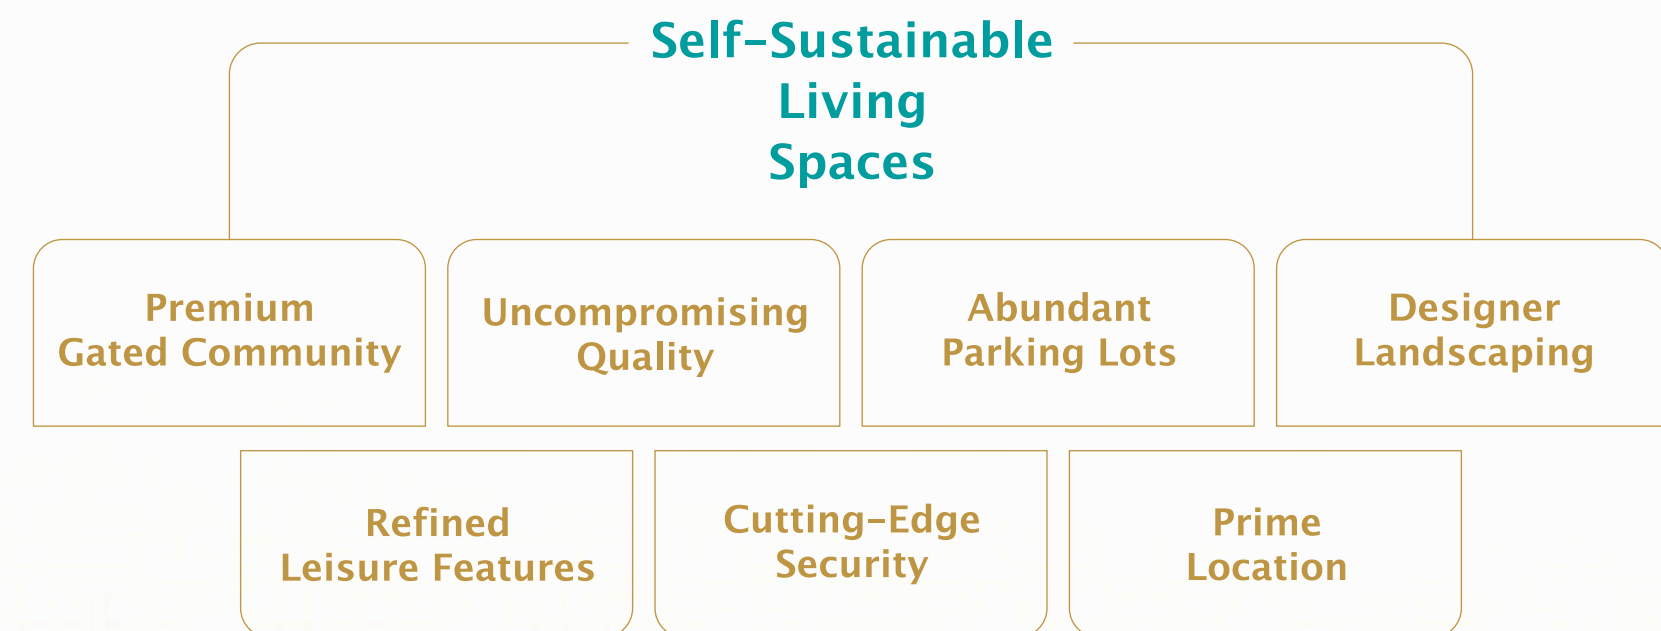 Self-Sustainable
Living
Spaces
Premium
Gated Community
Uncompromising
Quality
Abundant
Parking Lots
Designer
Landscaping
Refined
Leisure Features
Cutting-Edge
Security
Prime
Location